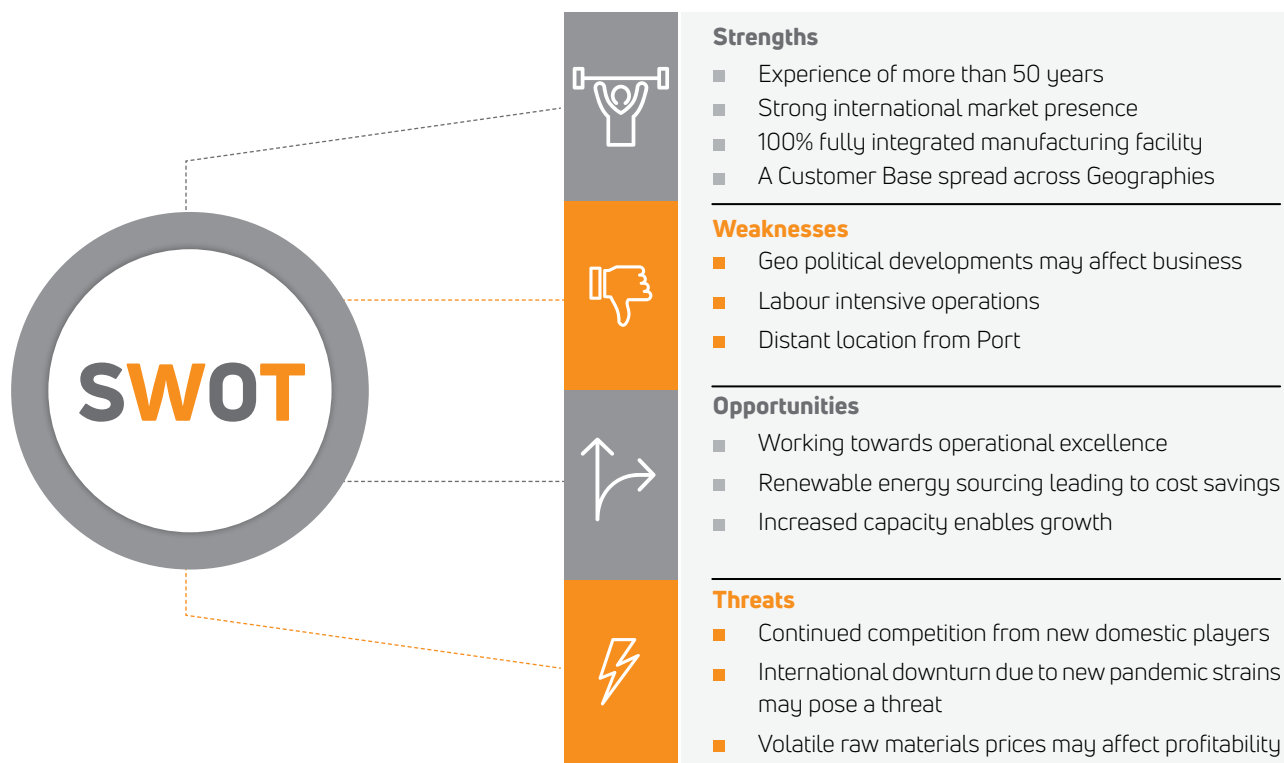 SWOT
Strengths
Experience of more than 50 years
Strong international market presence
100% fully integrated manufacturing facility
A Customer Base spread across Geographies
Weaknesses
Geo political developments may affect business
Labour intensive operations
Distant location from Port
Opportunities
Working towards operational excellence
Renewable energy sourcing leading to cost savings
Increased capacity enables growth
Threats
Continued competition from new domestic players
International downturn due to new pandemic strains
may pose a threat
Volatile raw materials prices may affect profitability